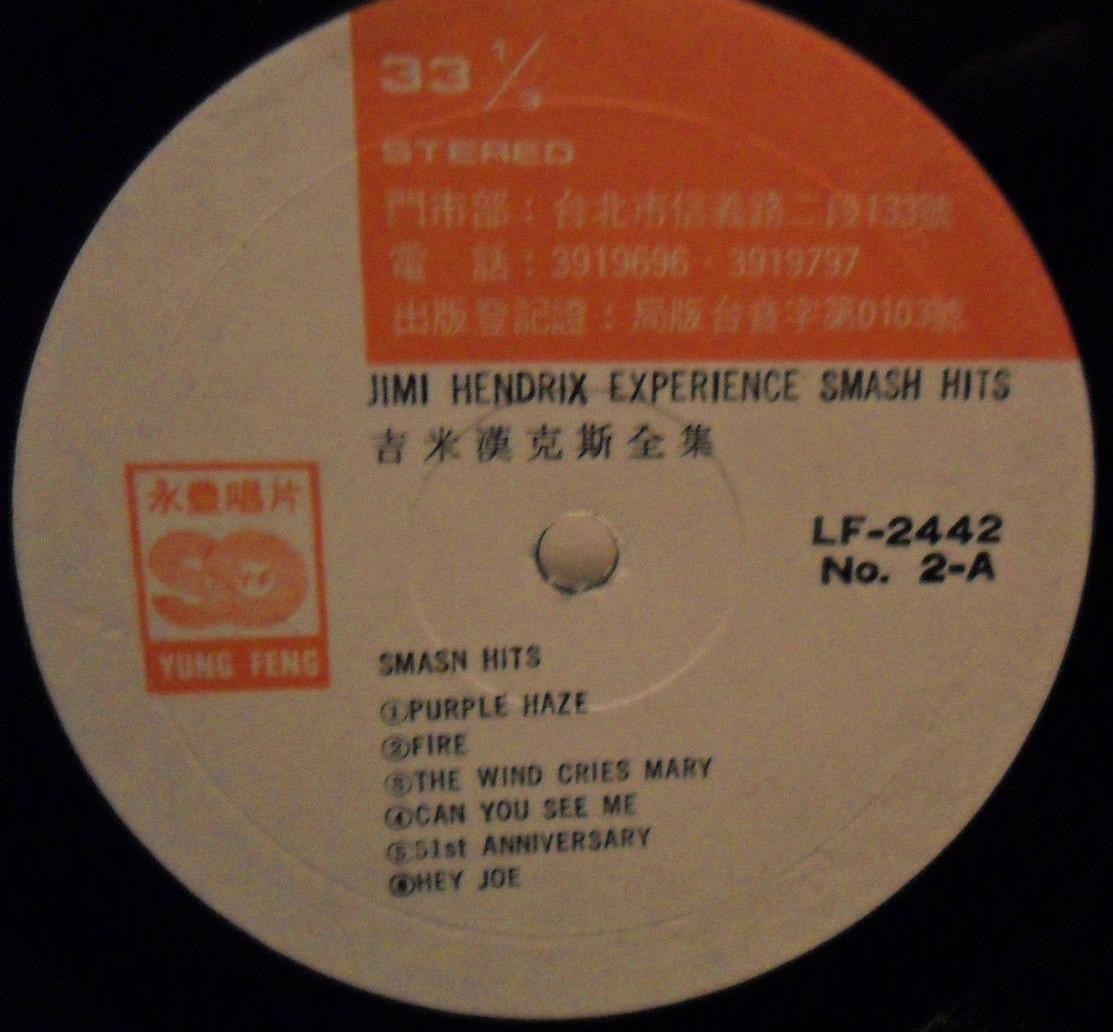 33 1/3
STEREO
門市部：台北市信義路二段133號
電　話：3919696 · 3919797
出版登記證：局版台音字第0103號
JIMI HENDRIX EXPERIENCE SMASH HITS
吉米漢克斯全集
永豐唱片
YUNG FENG
LF-2442
No. 2-A
SMASN HITS
①PURPLE HAZE
②FIRE
③THE WIND CRIES MARY
④CAN YOU SEE ME
⑤51st ANNIVERSARY
⑥HEY JOE